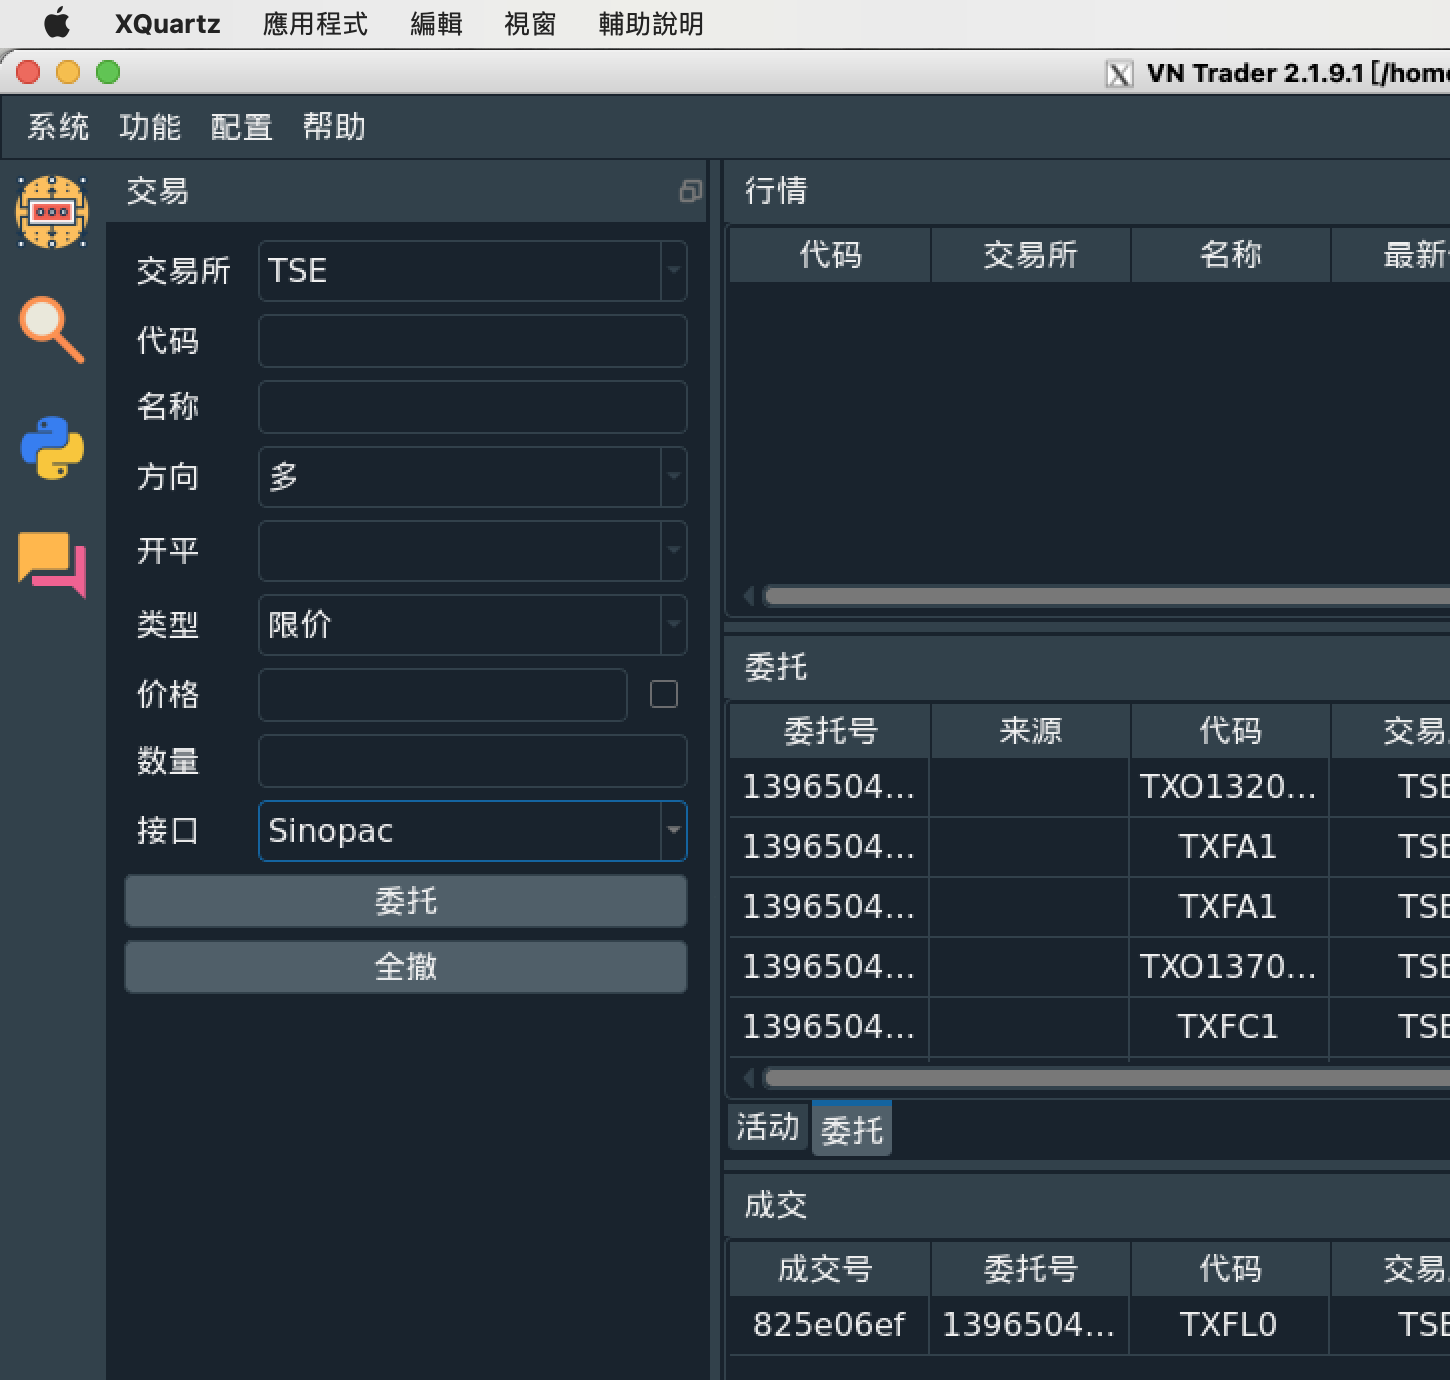 XQuartz 應用程式 編輯 視窗 輔助說明
VN Trader 2.1.9.1 [/home
系统 功能 配置 帮助
交易
交易所 TSE
代码
名称
方向 多
开平
类型 限价
价格
数量
接口 Sinopac
委托
全撤
行情
代码 交易所 名称 最新
委托
委托号 来源 代码 交易
1396504... TXO1320... TSE
1396504... TXFA1 TSE
1396504... TXFA1 TSE
1396504... TXO1370... TSE
1396504... TXFC1 TSE
活动 委托
成交
成交号 委托号 代码 交易
825e06ef 1396504... TXFL0 TSE